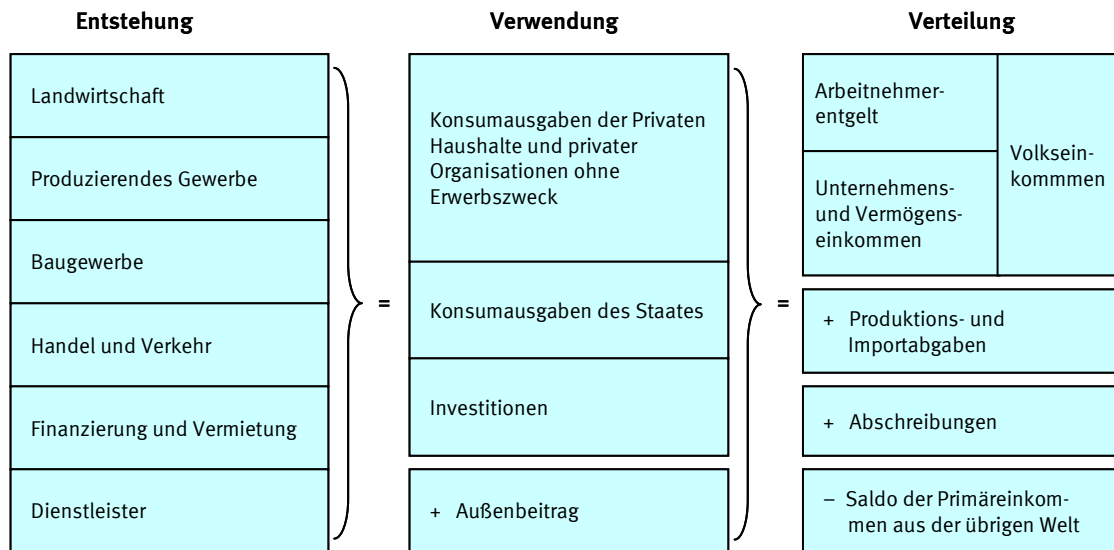 Entstehung
Landwirtschaft
Produzierendes Gewerbe
Baugewerbe
Handel und Verkehr
Finanzierung und Vermietung
Dienstleister
=
Verwendung
Konsumausgaben der Privaten
Haushalte und privater
Organisationen ohne
Erwerbszweck
Konsumausgaben des Staates
Investitionen
+ Außenbeitrag
=
Verteilung
Arbeitnehmer-
entgelt
Unternehmens-
und Vermögens-
einkommen
Volksein-
kommmen
+ Produktions- und
Importabgaben
+ Abschreibungen
– Saldo der Primäreinkom-
men aus der übrigen Welt